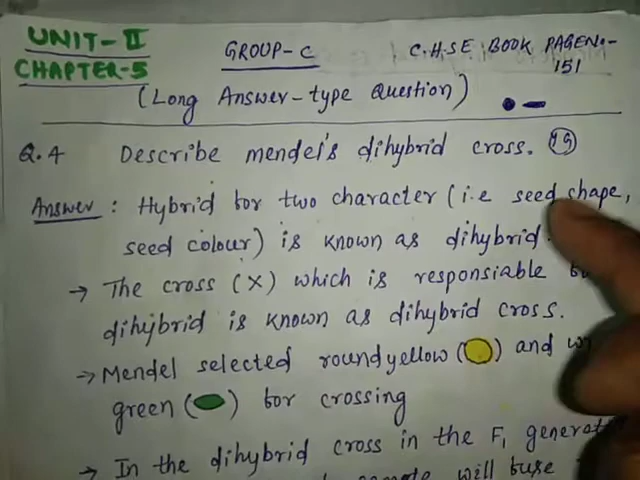 UNIT-II
GROUP-C
C.H.S.E BOOK PAGE NO:-
151
CHAPTER-5
(Long Answer-type Question)
Q.4 Describe mendel's dihybrid cross.
Answer: Hybrid for two character (i.e seed shape,
seed colour) is known as dihybrid.
→ The cross (X) which is responsiable
dihybrid is known as dihybrid cross.
→ Mendel selected round yellow ( ) and
green ( ) for crossing
→ In the dihybrid cross in the F1
will fuse